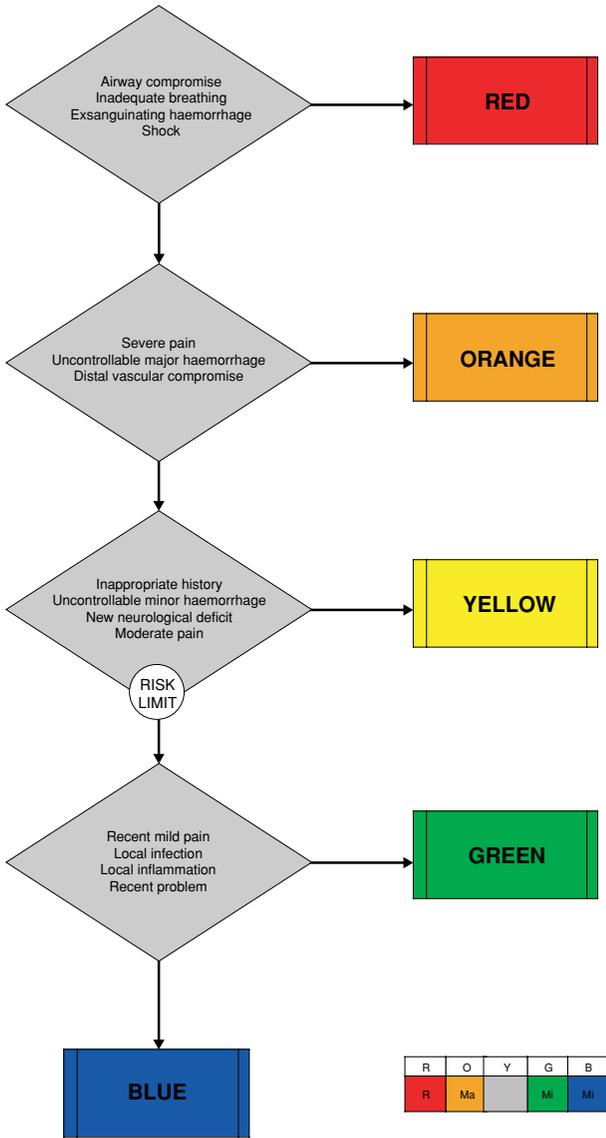 Airway compromise
Inadequate breathing
Exsanguinating haemorrhage
Shock
RED
Severe pain
Uncontrollable major haemorrhage
Distal vascular compromise
ORANGE
Inappropriate history
Uncontrollable minor haemorrhage
New neurological deficit
Moderate pain
YELLOW
RISK
LIMIT
Recent mild pain
Local infection
Local inflammation
Recent problem
GREEN
BLUE
R O Y G B
R Ma Mi Mi